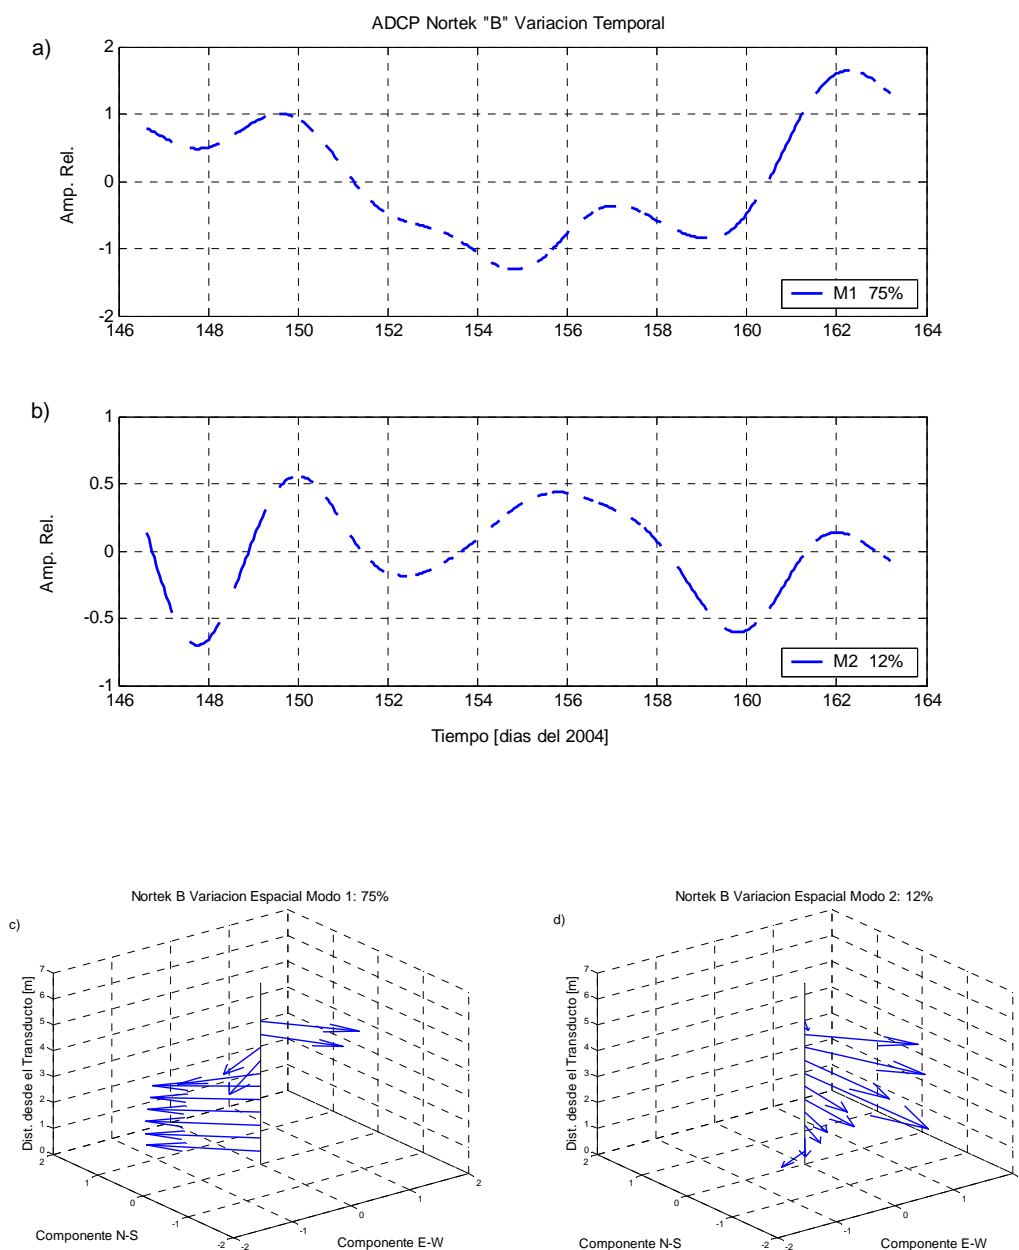 ADCP Nortek "B" Variacion Temporal
a)
2
1
0
-1
-2
Amp. Rel.
M1 75%
146 148 150 152 154 156 158 160 162 164
b)
1
0.5
0
-0.5
-1
Amp. Rel.
M2 12%
146 148 150 152 154 156 158 160 162 164
Tiempo [dias del 2004]
Nortek B Variacion Espacial Modo 1: 75%
c)
7
6
5
4
3
2
1
0
Dist. desde el Transducto [m]
2
1
0
-1
-2
Componente N-S
-2
-1
0
1
2
Componente E-W
Nortek B Variacion Espacial Modo 2: 12%
d)
7
6
5
4
3
2
1
0
Dist. desde el Transducto [m]
2
1
0
-1
-2
Componente N-S
-2
-1
0
1
Componente E-W